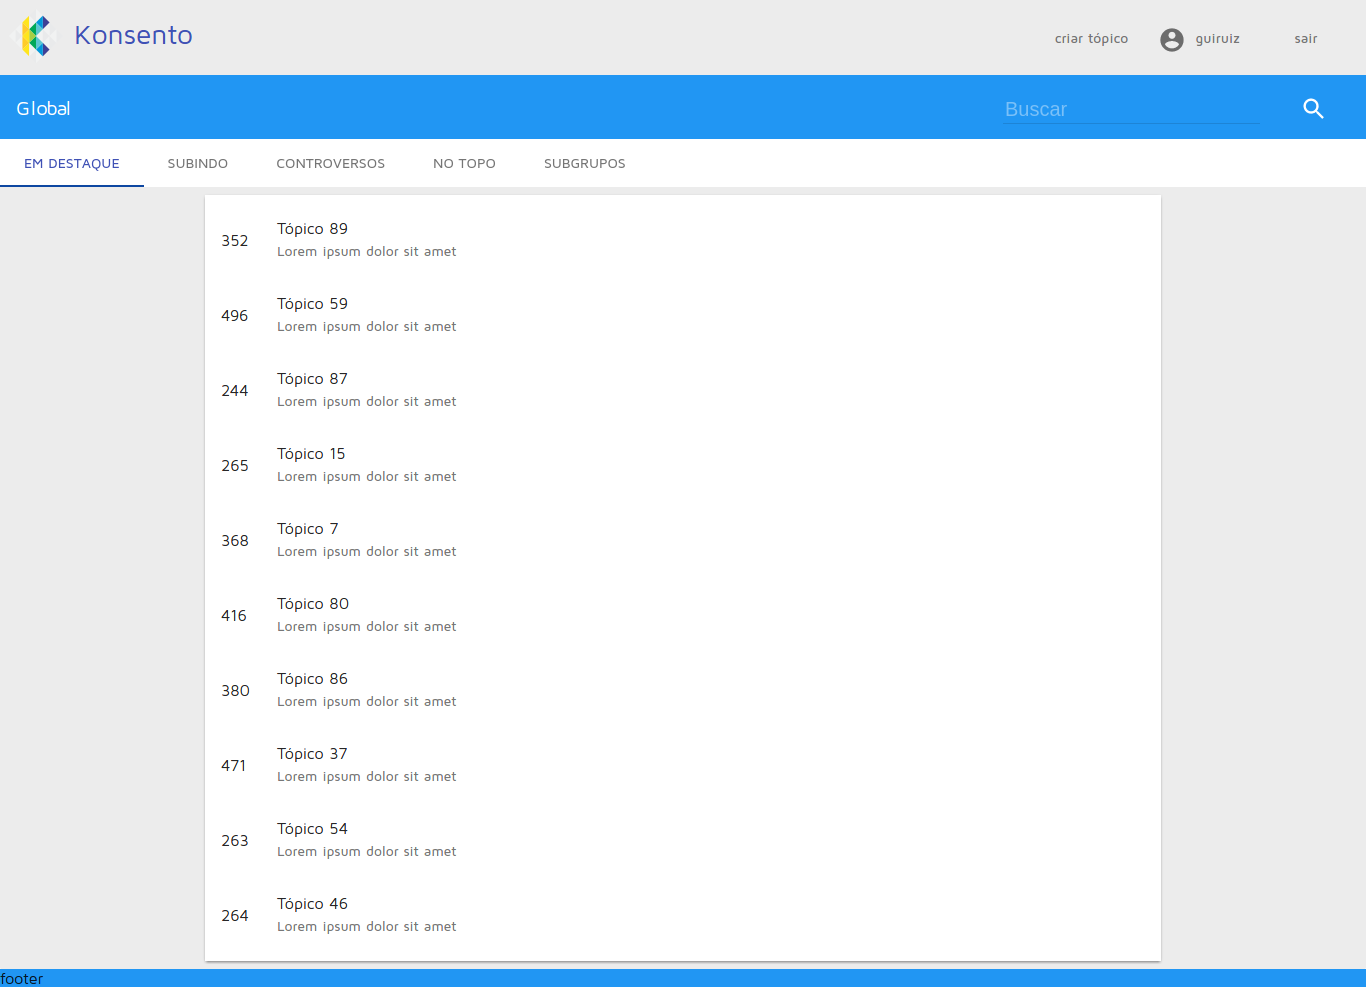 Konsento
criar tópico guiruiz sair
Global
Buscar
EM DESTAQUE SUBINDO CONTROVERSOS NO TOPO SUBGRUPOS
352 Tópico 89
Lorem ipsum dolor sit amet
496 Tópico 59
Lorem ipsum dolor sit amet
244 Tópico 87
Lorem ipsum dolor sit amet
265 Tópico 15
Lorem ipsum dolor sit amet
368 Tópico 7
Lorem ipsum dolor sit amet
416 Tópico 80
Lorem ipsum dolor sit amet
380 Tópico 86
Lorem ipsum dolor sit amet
471 Tópico 37
Lorem ipsum dolor sit amet
263 Tópico 54
Lorem ipsum dolor sit amet
264 Tópico 46
Lorem ipsum dolor sit amet
footer